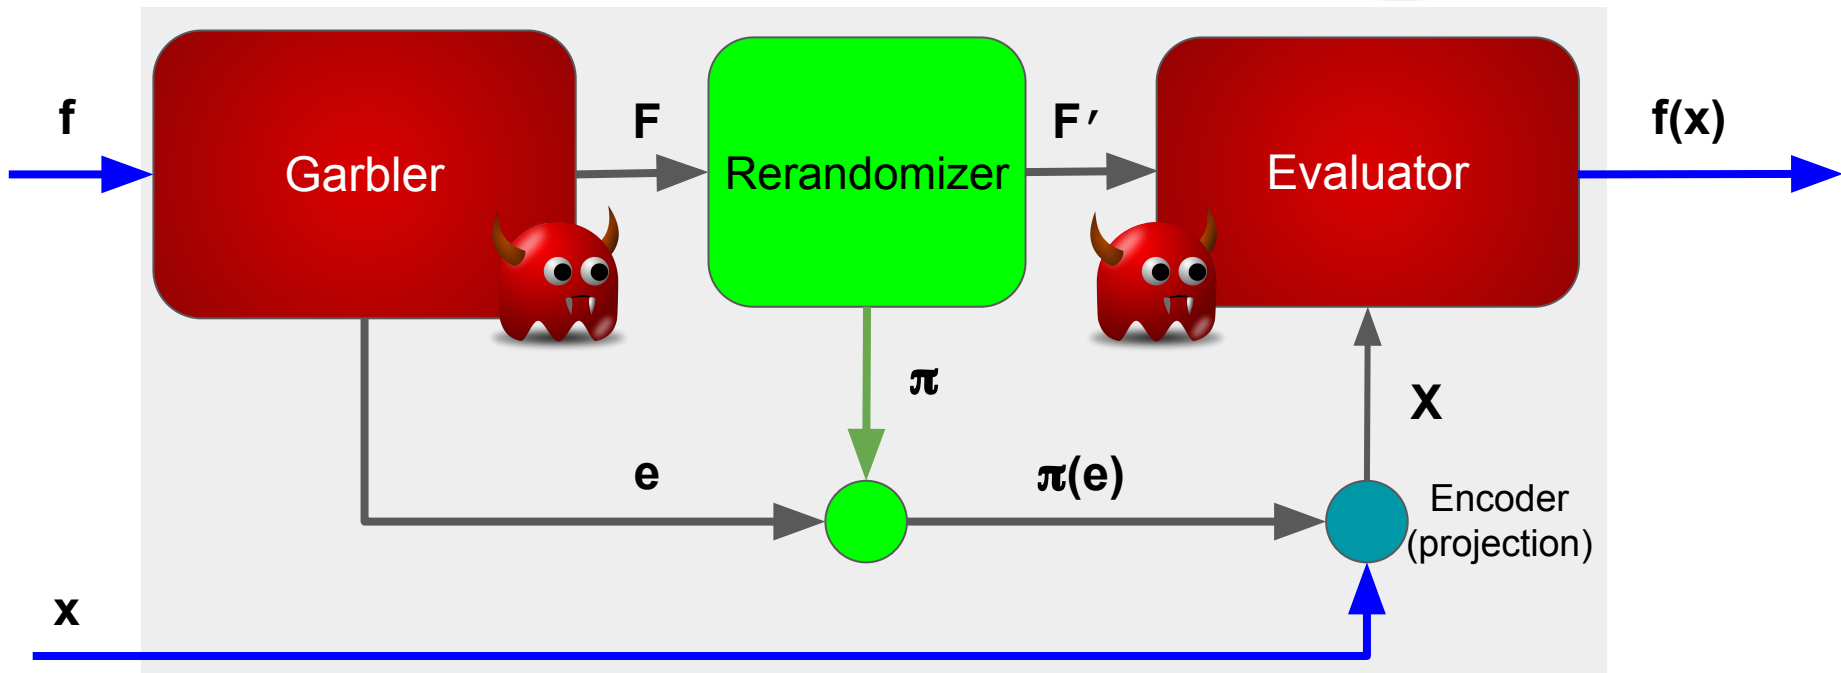 f
Garbler
F
Rerandomizer
F′
Evaluator
f(x)
π
X
e
π(e)
Encoder
(projection)
x